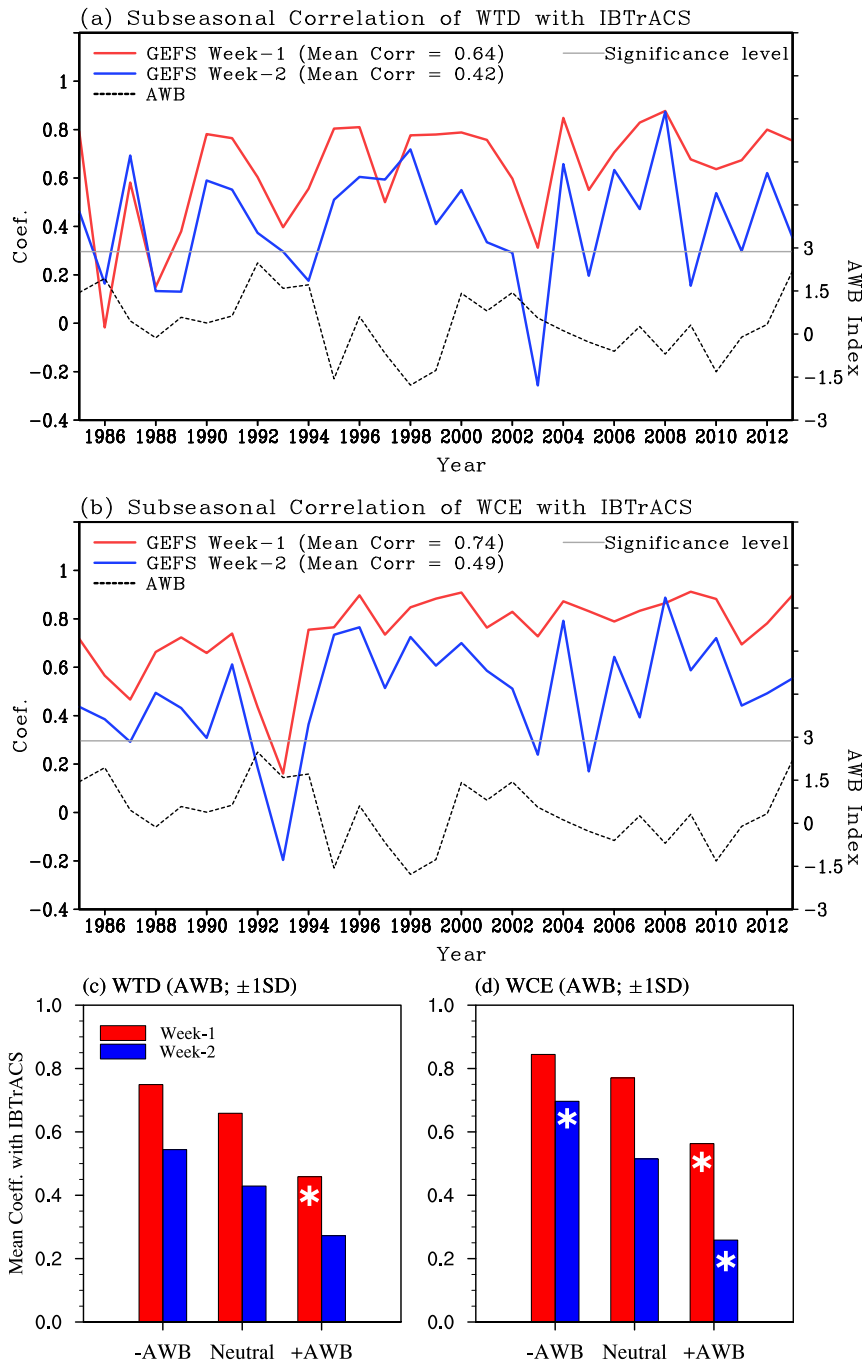 (a) Subseasonal Correlation of WTD with IBTrACS
GEFS Week-1 (Mean Corr = 0.64)
Significance level
GEFS Week-2 (Mean Corr = 0.42)
AWB
1
0.8
0.6
0.4
0.2
0
-0.2
-0.4
Coef.
3
1.5
0
-1.5
-3
AWB Index
1986 1988 1990 1992 1994 1996 1998 2000 2002 2004 2006 2008 2010 2012
Year
(b) Subseasonal Correlation of WCE with IBTrACS
GEFS Week-1 (Mean Corr = 0.74)
Significance level
GEFS Week-2 (Mean Corr = 0.49)
AWB
1
0.8
0.6
0.4
0.2
0
-0.2
-0.4
Coef.
3
1.5
0
-1.5
-3
AWB Index
1986 1988 1990 1992 1994 1996 1998 2000 2002 2004 2006 2008 2010 2012
Year
(c) WTD (AWB; ±1SD)
Week-1
Week-2
1.0
0.8
0.6
0.4
0.2
0.0
Mean Coeff. with IBTrACS
*
-AWB Neutral +AWB
(d) WCE (AWB; ±1SD)
1.0
0.8
0.6
0.4
0.2
0.0
* * *
-AWB Neutral +AWB